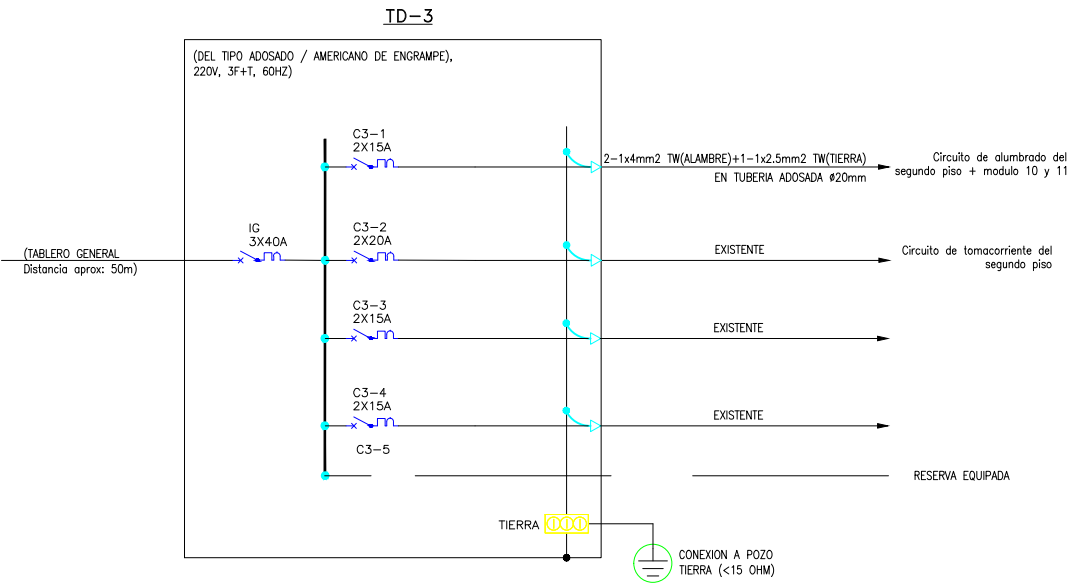 TD-3
(DEL TIPO ADOSADO / AMERICANO DE ENGRAMPE),
220V, 3F+T, 60HZ)
C3-1
2X15A
2-1x4mm2 TW(ALAMBRE)+1-1x2.5mm2 TW(TIERRA)
EN TUBERIA ADOSADA ø20mm
Circuito de alumbrado del
segundo piso + modulo 10 y 11
(TABLERO GENERAL
Distancia aprox: 50m)
IG
3X40A
C3-2
2X20A
EXISTENTE
Circuito de tomacorriente del
segundo piso
C3-3
2X15A
EXISTENTE
C3-4
2X15A
EXISTENTE
C3-5
RESERVA EQUIPADA
TIERRA
CONEXION A POZO
TIERRA (<15 OHM)